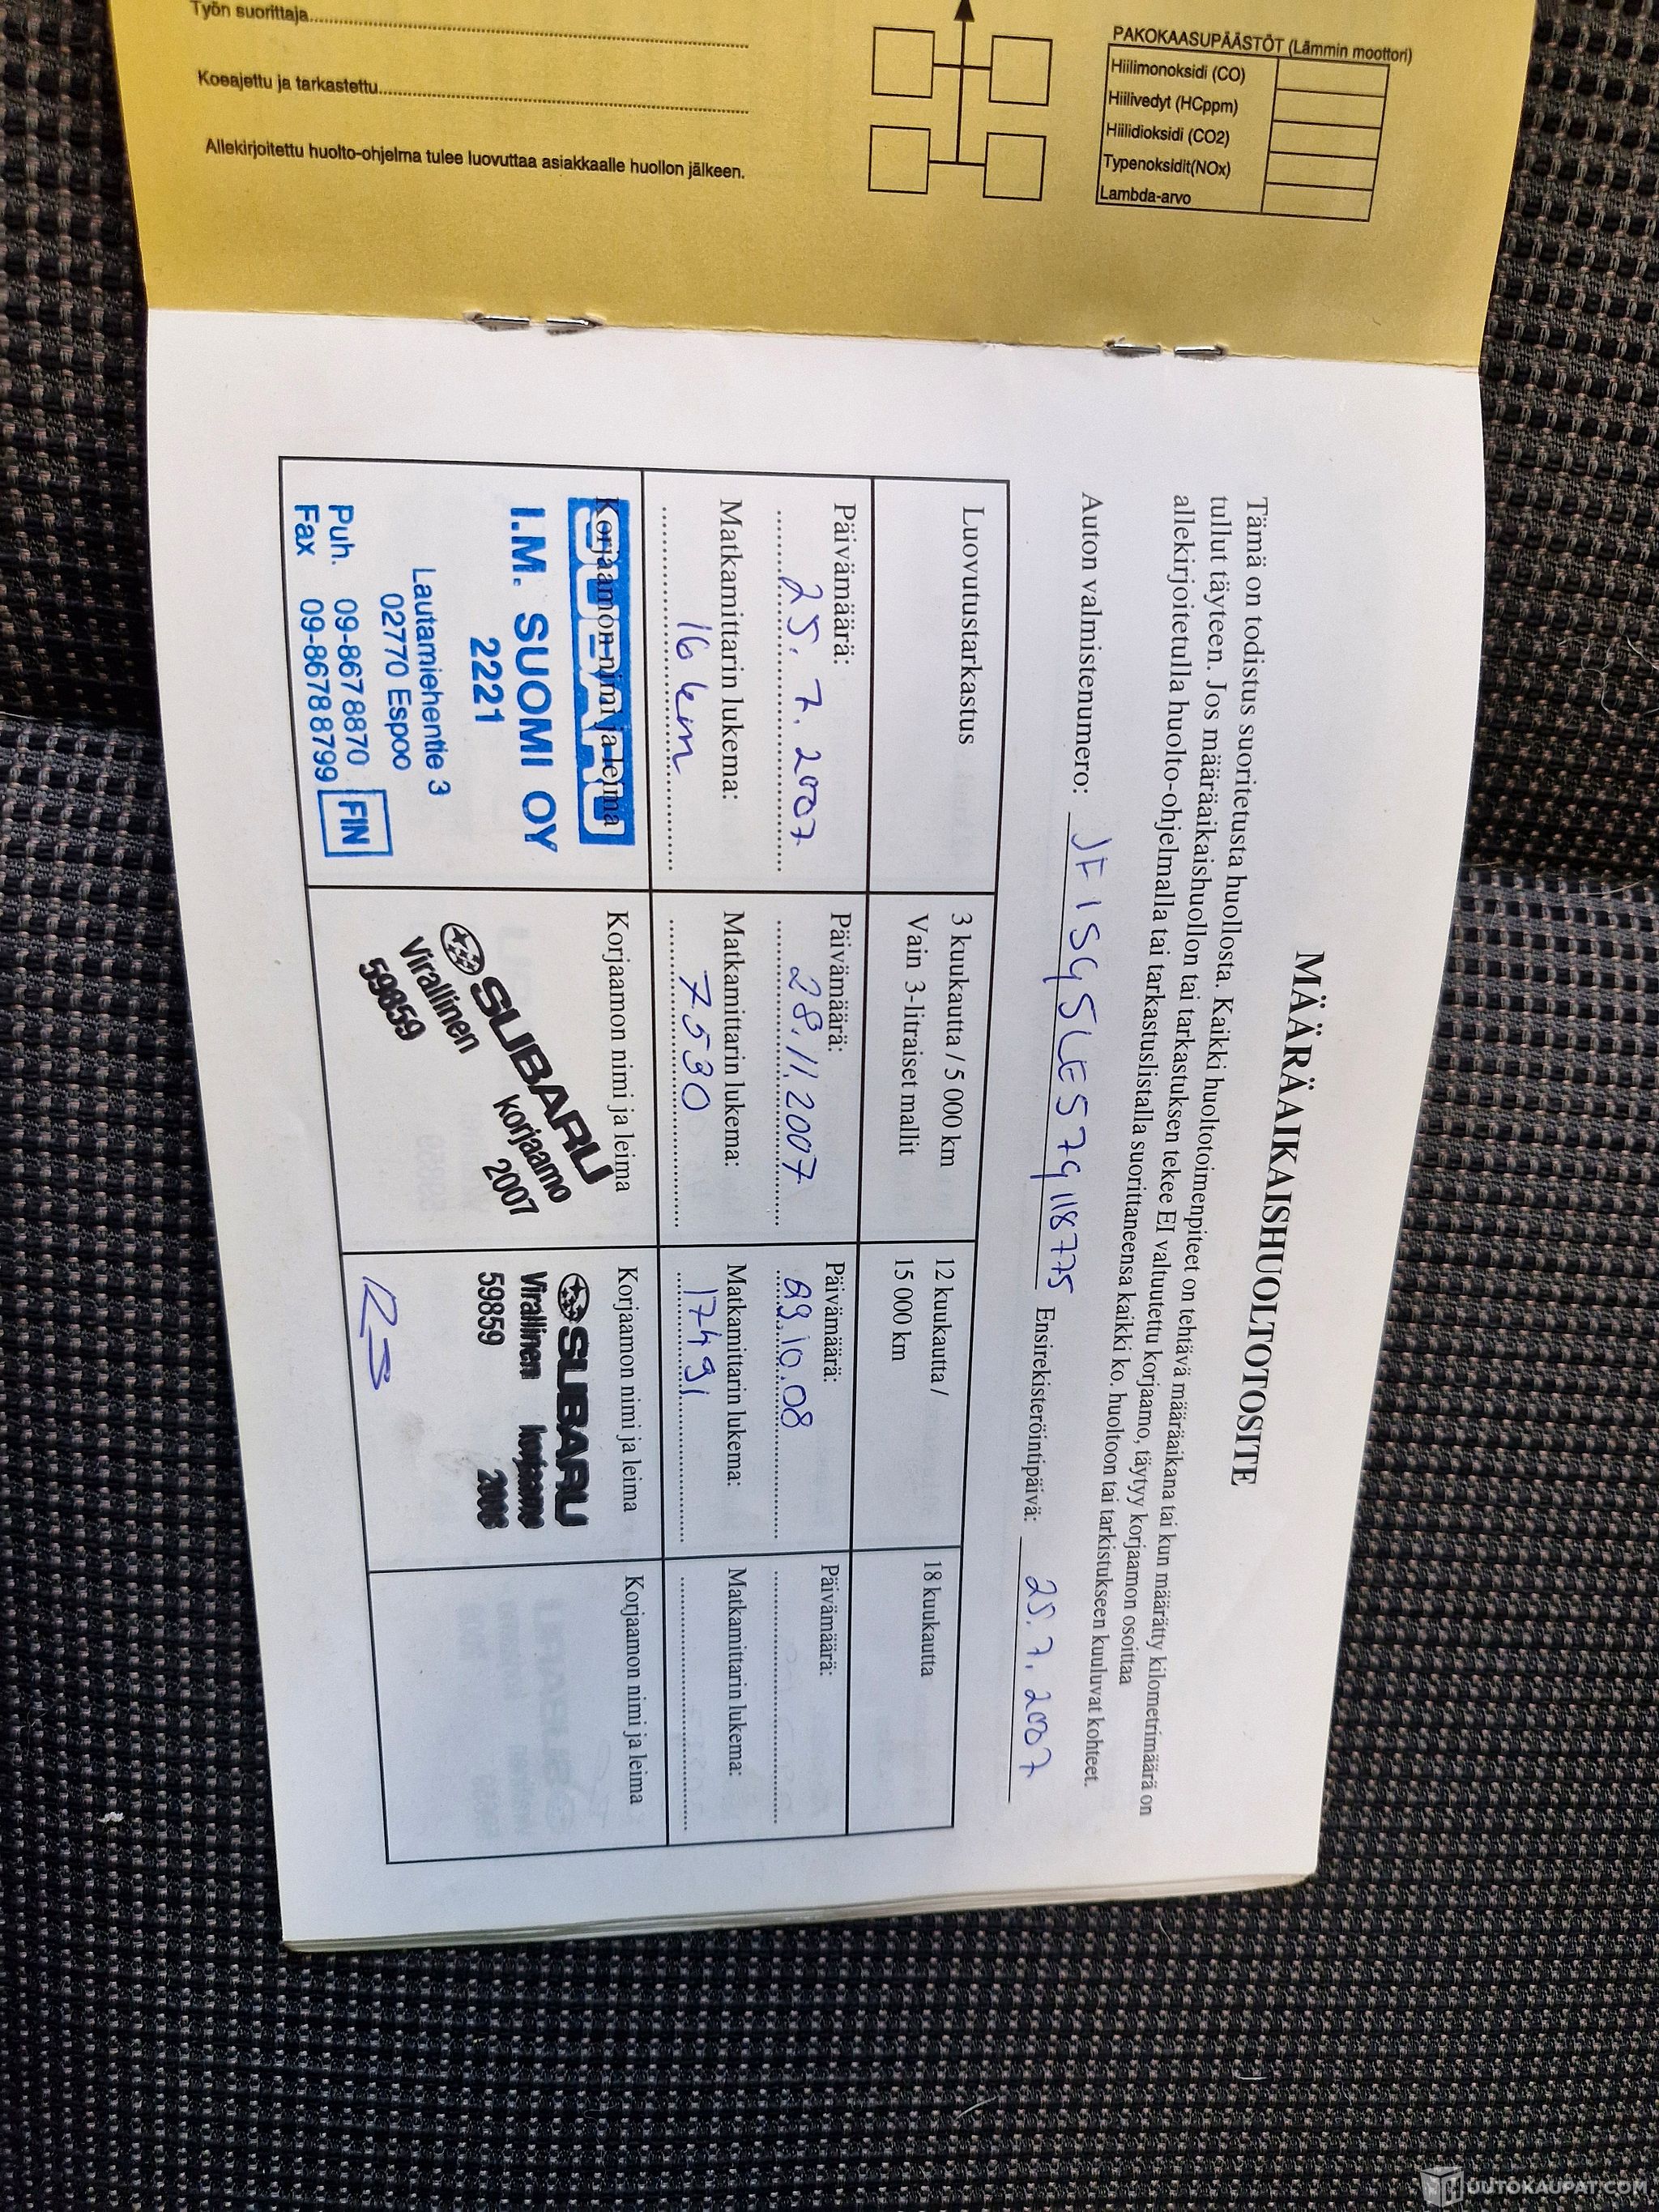 Työn suorittaja
Koeajettu ja tarkastettu
Allekirjoitettu huolto-ohjelma tulee luovuttaa asiakkaalle huollon jälkeen.
PAKOKAASUPÄÄSTÖT (Lämmin moottori)
Hiilimonoksidi (CO)
Hiilivedyt (HCppm)
Hiilidioksidi (CO2)
Typenoksidit(NOx)
Lambda-arvo
MÄÄRÄAIKAISHUOLTOTOSITE
Tämä on todistus suoritetusta huollosta. Kaikki huoltotoimenpiteet on tehtävä määräaikana tai kun määrätty kilometrimäärä on
tullut täyteen. Jos määräaikaishuollon tai tarkastuksen tekee EI valtuutettu korjaamo, täytyy korjaamon osoittaa
allekirjoitetulla huolto-ohjelmalla tai tarkastuslistalla suorittaneensa kaikki ko. huoltoon tai tarkistukseen kuuluvat kohteet.
Auton valmistenumero: JF1SG5LES7G118775 Ensirekisteröintipäivä: 25.7.2007
Luovutustarkastus
Päivämäärä:
25.7.2007
Matkamittarin lukema:
16 km
Korjaamon nimi ja leima
SUBARU
I.M. SUOMI OY
2221
Lautamiehentie 3
02770 Espoo
Puh. 09-867 8870
Fax 09-8678 8799
FIN
3 kuukautta / 5 000 km
Vain 3-litraiset mallit
Päivämäärä:
28.11.2007
Matkamittarin lukema:
7530
Korjaamon nimi ja leima
SUBARU
Virallinen korjaamo
59859 2007
12 kuukautta /
15 000 km
Päivämäärä:
09.10.08
Matkamittarin lukema:
17491
Korjaamon nimi ja leima
SUBARU
Virallinen korjaamo
59859
18 kuukautta
Päivämäärä:
Matkamittarin lukema:
Korjaamon nimi ja leima
UUTOKAUPAT.COM